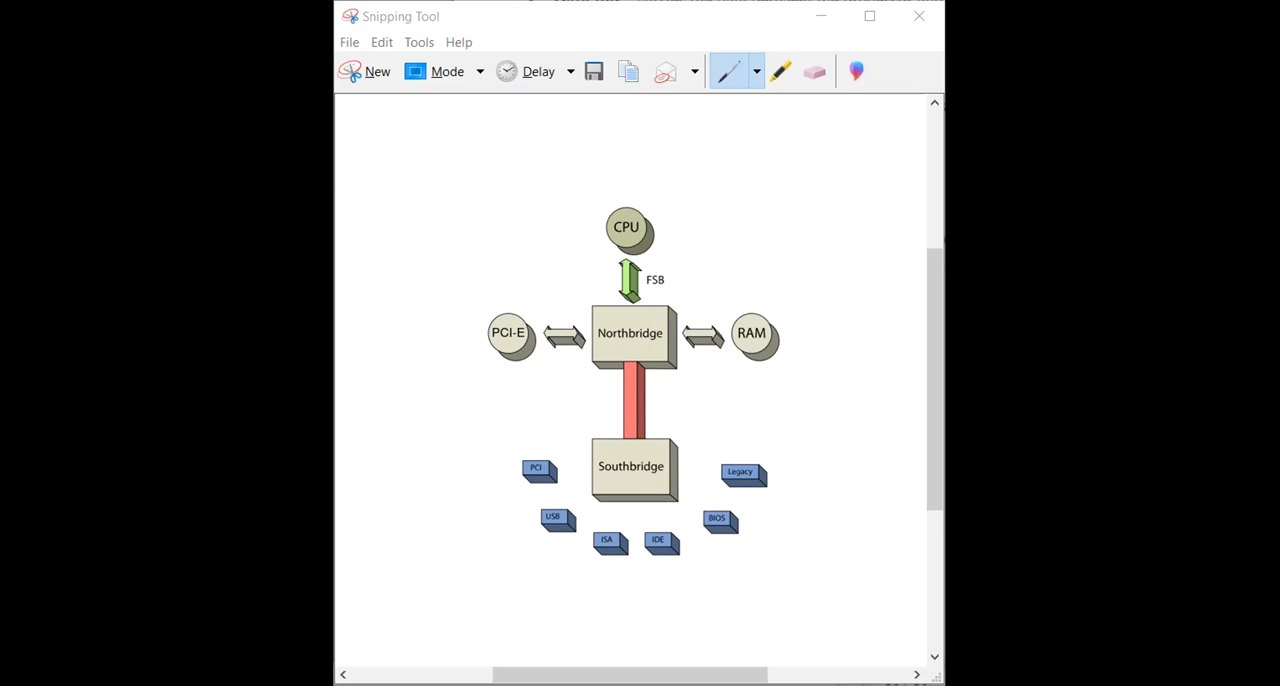 Snipping Tool
File Edit Tools Help
New Mode Delay
CPU
FSB
PCI-E Northbridge RAM
Southbridge
PCI Legacy
USB BIOS
ISA IDE